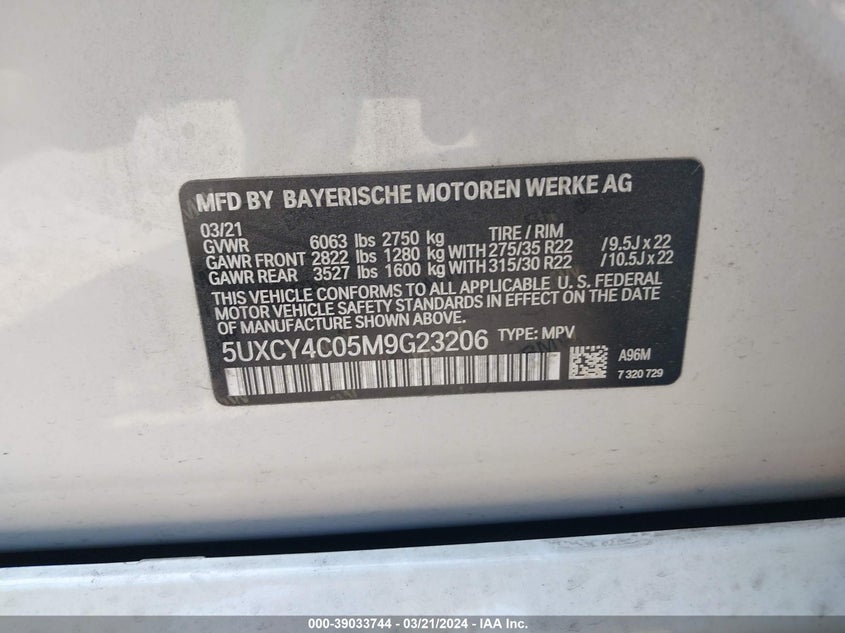 MFD BY BAYERISCHE MOTOREN WERKE AG
03/21 TIRE / RIM
GVWR 6063 lbs 2750 kg
GAWR FRONT 2822 lbs 1280 kg WITH 275/35 R22 /9.5J x 22
GAWR REAR 3527 lbs 1600 kg WITH 315/30 R22 /10.5J x 22
THIS VEHICLE CONFORMS TO ALL APPLICABLE U. S. FEDERAL
MOTOR VEHICLE SAFETY STANDARDS IN EFFECT ON THE DATE
OF MANUFACTURE SHOWN ABOVE.
5UXCY4C05M9G23206 TYPE: MPV
A96M
7 320 729
000-39033744 - 03/21/2024 - IAA Inc.